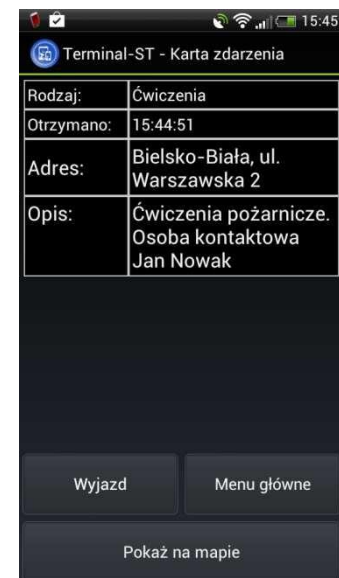 15:45
Terminal-ST - Karta zdarzenia
Rodzaj: Ćwiczenia
Otrzymano: 15:44:51
Adres: Bielsko-Biała, ul.
Warszawska 2
Opis: Ćwiczenia pożarnicze.
Osoba kontaktowa
Jan Nowak
Wyjazd Menu główne
Pokaż na mapie